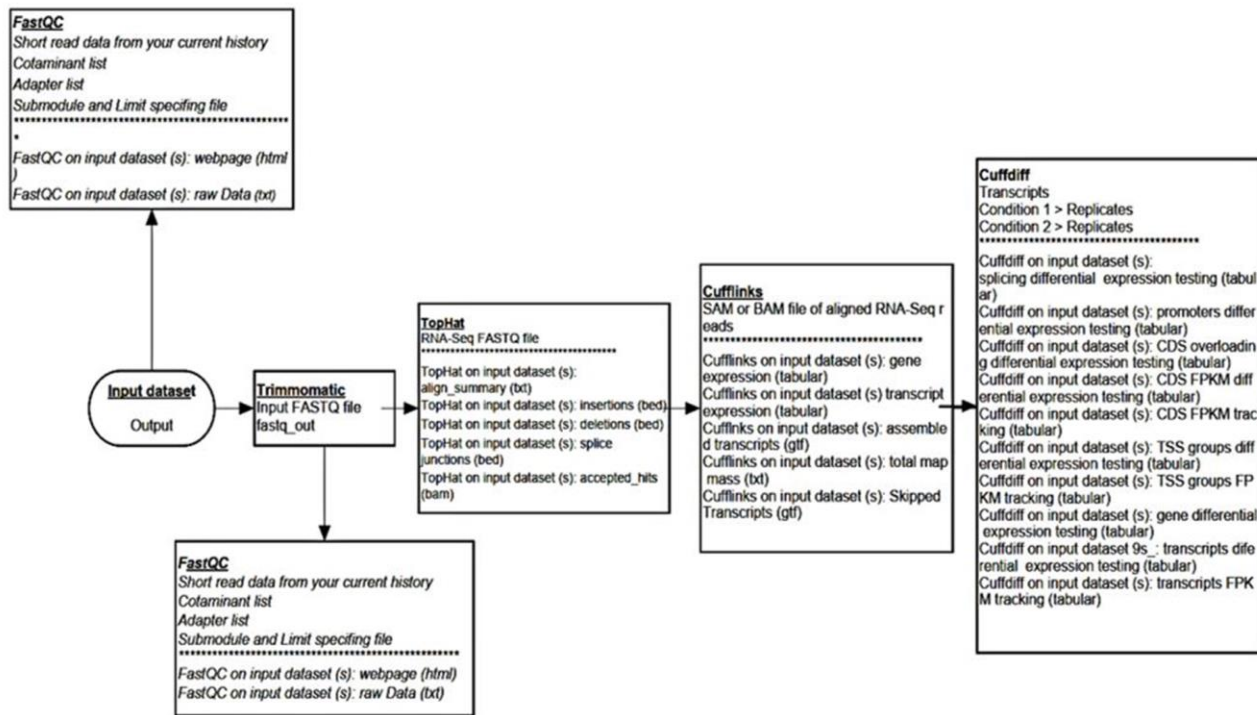 FastQC
Short read data from your current history
Cotaminant list
Adapter list
Submodule and Limit specifing file
**********************************************
*
FastQC on input dataset (s): webpage (html
)
FastQC on input dataset (s): raw Data (txt)
Input dataset
Output
Trimmomatic
Input FASTQ file
fastq_out
FastQC
Short read data from your current history
Cotaminant list
Adapter list
Submodule and Limit specifing file
**********************************************
FastQC on input dataset (s): webpage (html)
FastQC on input dataset (s): raw Data (txt)
TopHat
RNA-Seq FASTQ file
****************************************
TopHat on input dataset (s):
align_summary (txt)
TopHat on input dataset (s): insertions (bed)
TopHat on input dataset (s): deletions (bed)
TopHat on input dataset (s): splice
junctions (bed)
TopHat on input dataset (s): accepted_hits
(bam)
Cufflinks
SAM or BAM file of aligned RNA-Seq r
eads
****************************************
Cufflinks on input dataset (s): gene
expression (tabular)
Cufflinks on input dataset (s) transcript
expression (tabular)
Cufflnks on input dataset (s): assemble
d transcripts (gtf)
Cufflinks on input dataset (s): total map
mass (txt)
Cufflinks on input dataset (s): Skipped
Transcripts (gtf)
Cuffdiff
Transcripts
Condition 1 > Replicates
Condition 2 > Replicates
****************************************
Cuffdiff on input dataset (s):
splicing differential expression testing (tabul
ar)
Cuffdiff on input dataset (s): promoters differ
ential expression testing (tabular)
Cuffdiff on input dataset (s): CDS overloadin
g differential expression testing (tabular)
Cuffdiff on input dataset (s): CDS FPKM diff
erential expression testing (tabular)
Cuffdiff on input dataset (s): CDS FPKM trac
king (tabular)
Cuffdiff on input dataset (s): TSS groups diff
erential expression testing (tabular)
Cuffdiff on input dataset (s): TSS groups FP
KM tracking (tabular)
Cuffdiff on input dataset (s): gene differential
expression testing (tabular)
Cuffdiff on input dataset 9s_: transcripts dife
rential expression testing (tabular)
Cuffdiff on input dataset (s): transcripts FPK
M tracking (tabular)